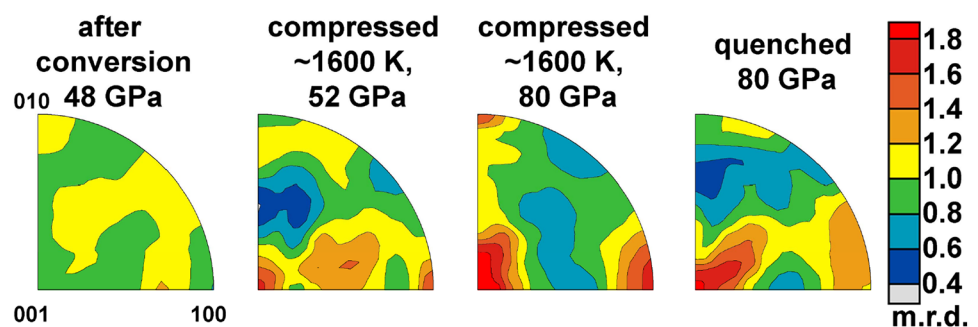 after
conversion
48 GPa
compressed
~1600 K,
52 GPa
compressed
~1600 K,
80 GPa
quenched
80 GPa
010
001
100
1.8
1.6
1.4
1.2
1.0
0.8
0.6
0.4
m.r.d.